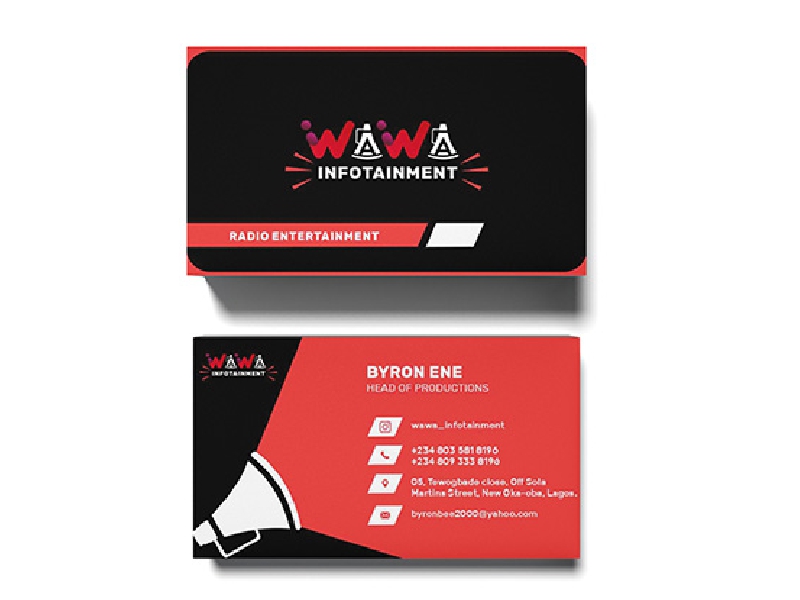 WAWA
INFOTAINMENT
RADIO ENTERTAINMENT
WAWA
INFOTAINMENT
BYRON ENE
HEAD OF PRODUCTIONS
wawa_infotainment
+234 803 581 8196
+234 809 333 8196
05, Tewogbade close, Off Sola
Martins Street, New Oko-oba, Lagos.
byronbee2000@yahoo.com